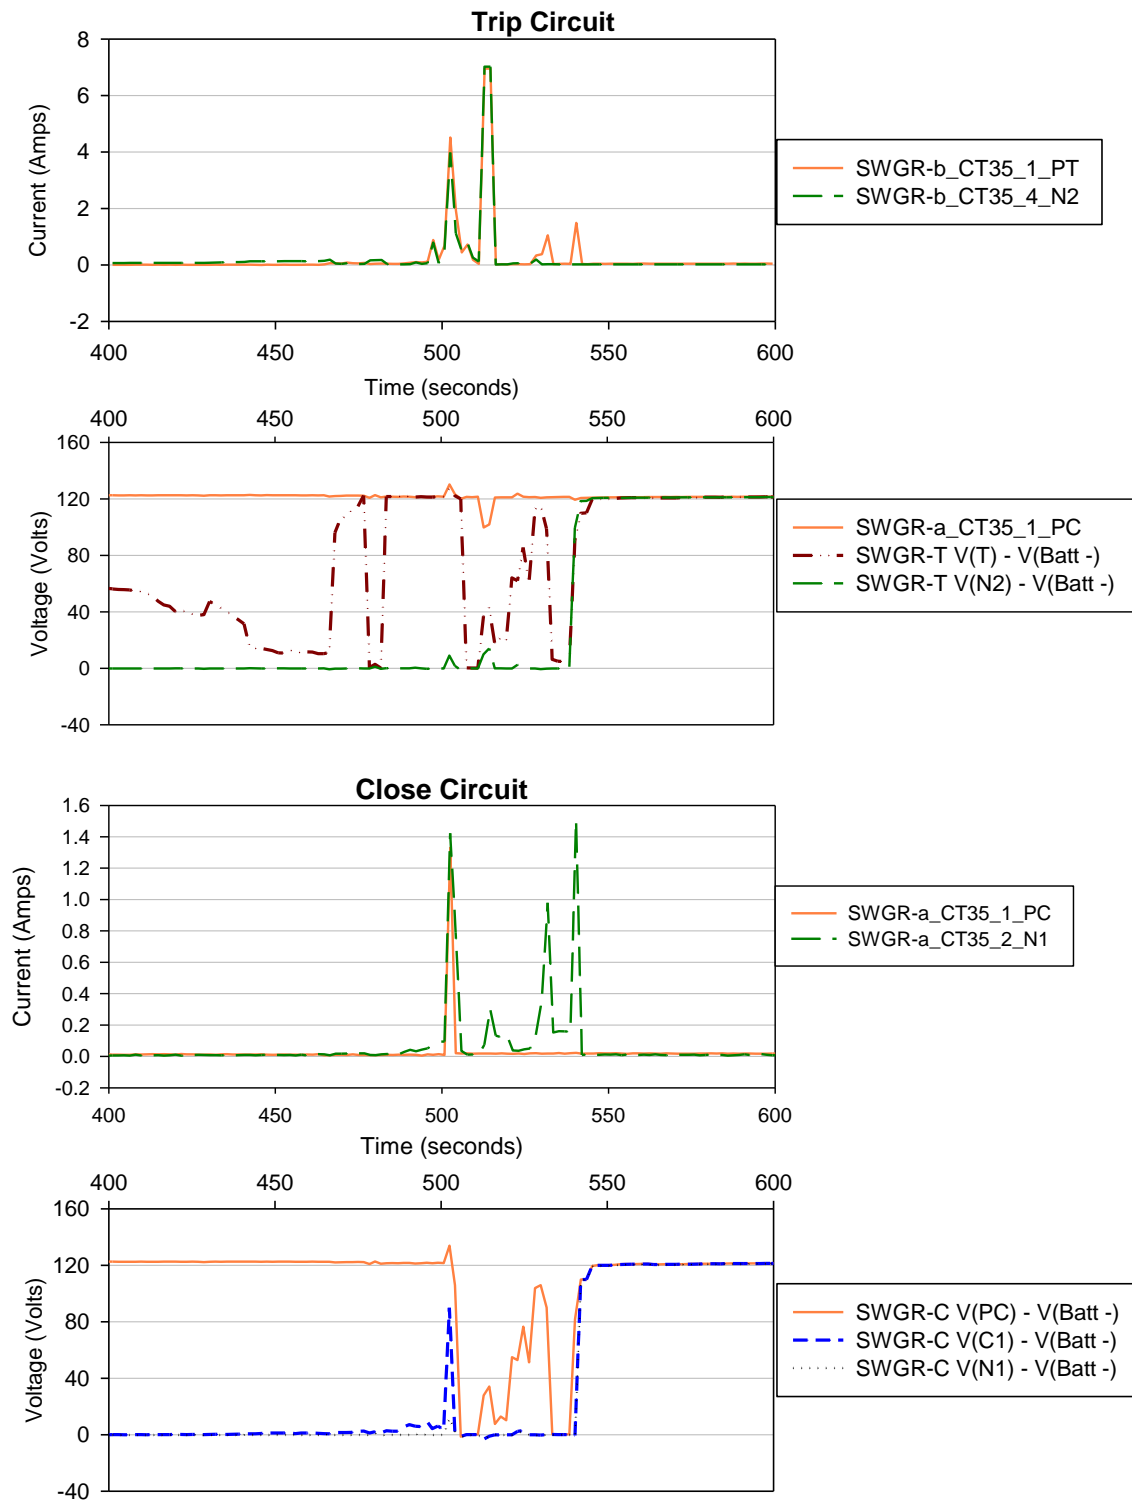 Trip Circuit
8
6
4
2
0
-2
Current (Amps)
400 450 500 550 600
Time (seconds)
SWGR-b_CT35_1_PT
SWGR-b_CT35_4_N2
400 450 500 550 600
160
120
80
40
0
-40
Voltage (Volts)
SWGR-a_CT35_1_PC
SWGR-T V(T) - V(Batt -)
SWGR-T V(N2) - V(Batt -)
Close Circuit
1.6
1.4
1.2
1.0
0.8
0.6
0.4
0.2
0.0
-0.2
Current (Amps)
400 450 500 550 600
Time (seconds)
SWGR-a_CT35_1_PC
SWGR-a_CT35_2_N1
400 450 500 550 600
160
120
80
40
0
-40
Voltage (Volts)
SWGR-C V(PC) - V(Batt -)
SWGR-C V(C1) - V(Batt -)
SWGR-C V(N1) - V(Batt -)